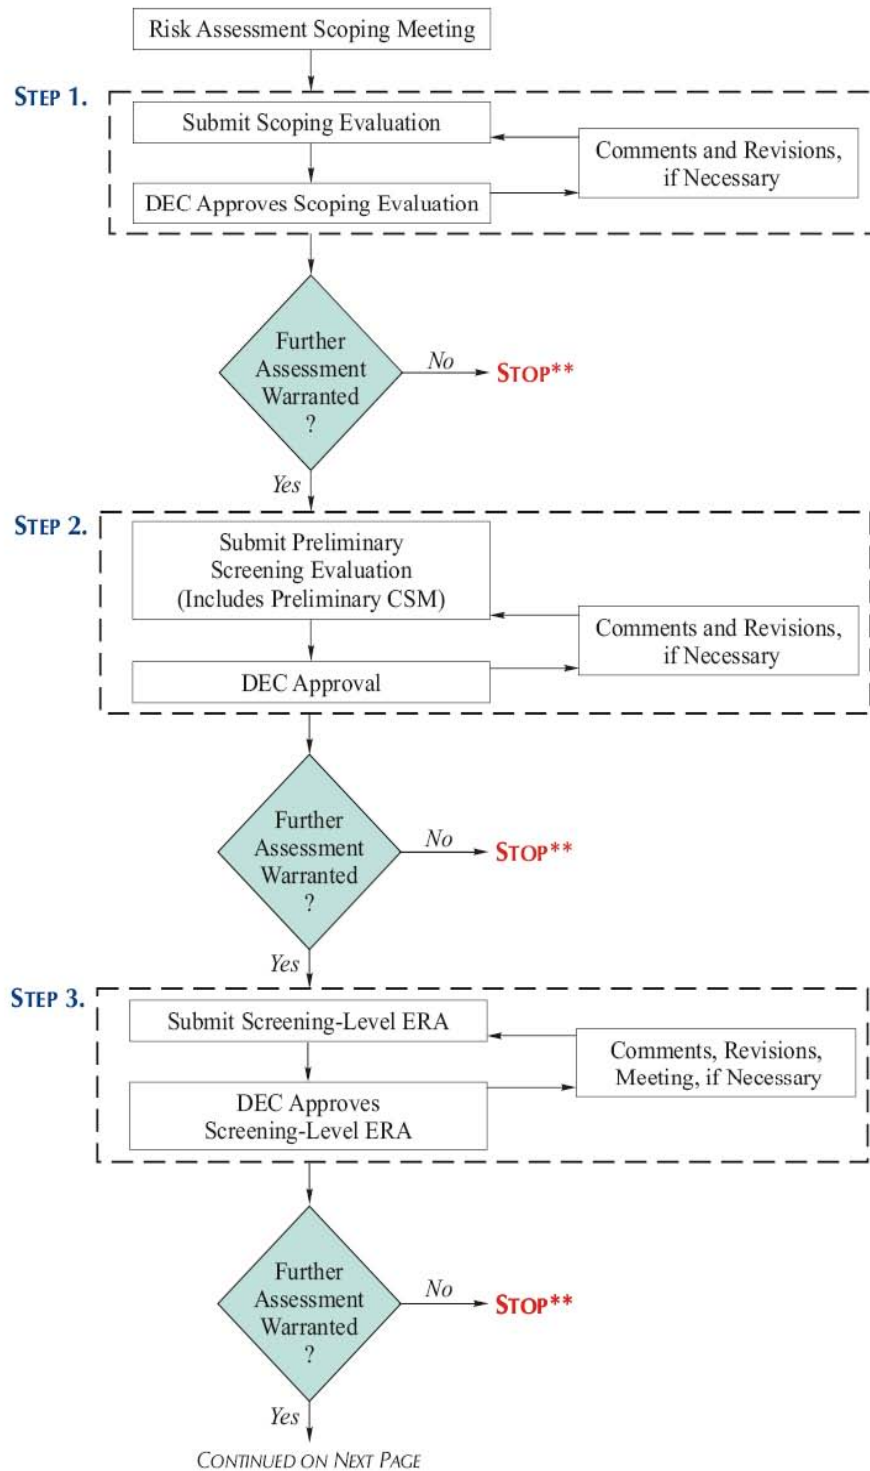 Risk Assessment Scoping Meeting
STEP 1.
Submit Scoping Evaluation
Comments and Revisions,
if Necessary
DEC Approves Scoping Evaluation
Further
Assessment
Warranted
?
No
STOP**
Yes
STEP 2.
Submit Preliminary
Screening Evaluation
(Includes Preliminary CSM)
Comments and Revisions,
if Necessary
DEC Approval
Further
Assessment
Warranted
?
No
STOP**
Yes
STEP 3.
Submit Screening-Level ERA
Comments, Revisions,
Meeting, if Necessary
DEC Approves
Screening-Level ERA
Further
Assessment
Warranted
?
No
STOP**
Yes
CONTINUED ON NEXT PAGE